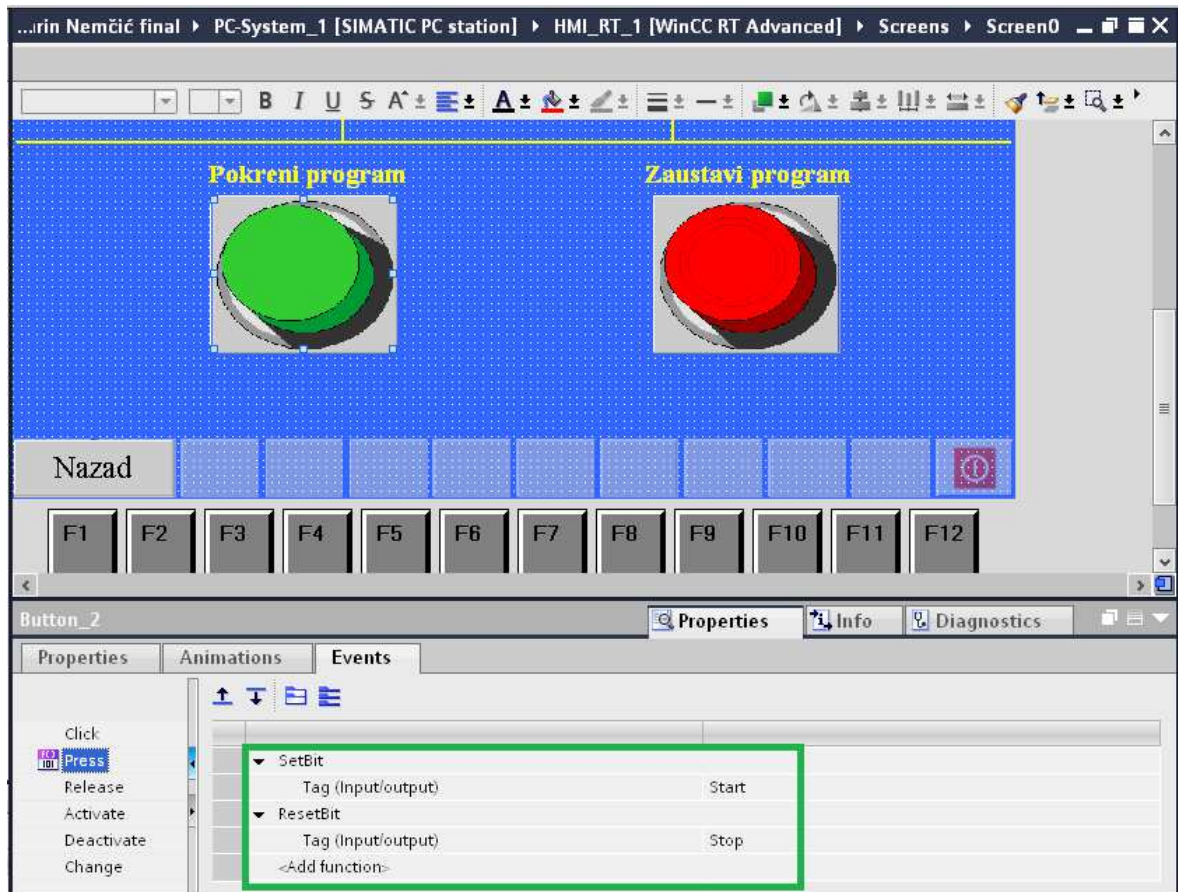 ...ırin Nemčić final ▸ PC-System_1 [SIMATIC PC station] ▸ HMI_RT_1 [WinCC RT Advanced] ▸ Screens ▸ Screen0
B I U S A A
Pokreni program Zaustavi program
Nazad
F1 F2 F3 F4 F5 F6 F7 F8 F9 F10 F11 F12
Button_2 Properties Info Diagnostics
Properties Animations Events
Click
Press SetBit
Release Tag (Input/output) Start
Activate ResetBit
Deactivate Tag (Input/output) Stop
Change <Add function>